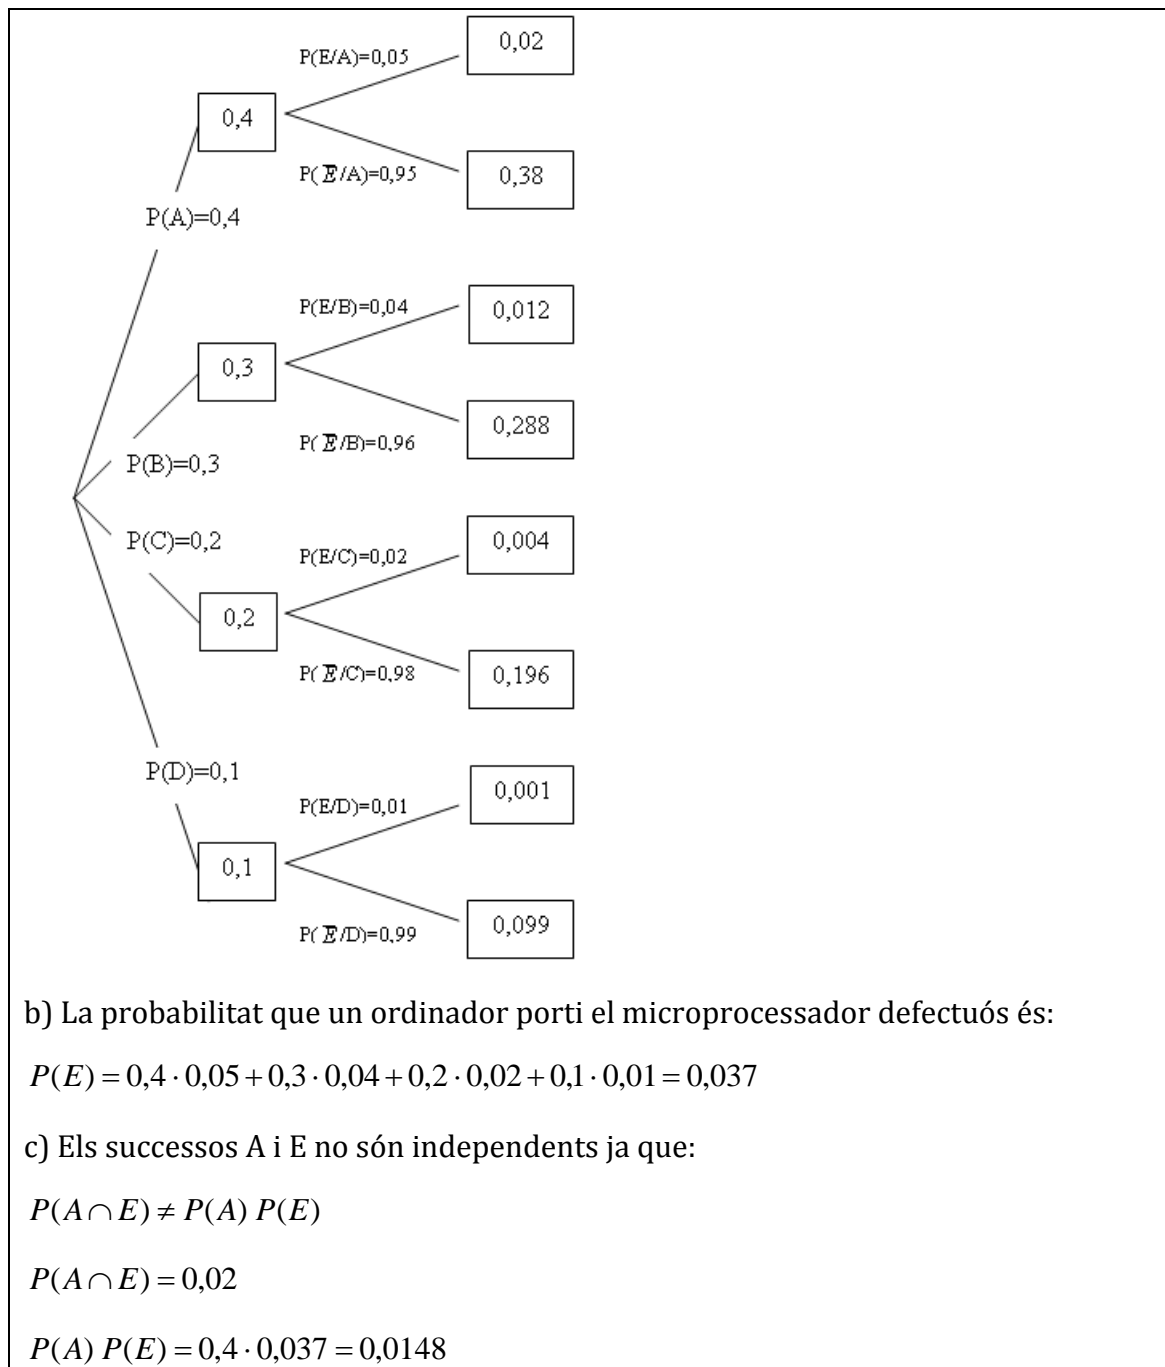 P(E/A)=0,05
0,02
0,4
P(E̅/A)=0,95
0,38
P(A)=0,4
P(E/B)=0,04
0,012
0,3
P(E̅/B)=0,96
0,288
P(B)=0,3
P(C)=0,2
P(E/C)=0,02
0,004
0,2
P(E̅/C)=0,98
0,196
P(D)=0,1
P(E/D)=0,01
0,001
0,1
P(E̅/D)=0,99
0,099
b) La probabilitat que un ordinador porti el microprocessador defectuós és:
P(E) = 0,4 · 0,05 + 0,3 · 0,04 + 0,2 · 0,02 + 0,1 · 0,01 = 0,037
c) Els successos A i E no són independents ja que:
P(A ∩ E) ≠ P(A) P(E)
P(A ∩ E) = 0,02
P(A) P(E) = 0,4 · 0,037 = 0,0148